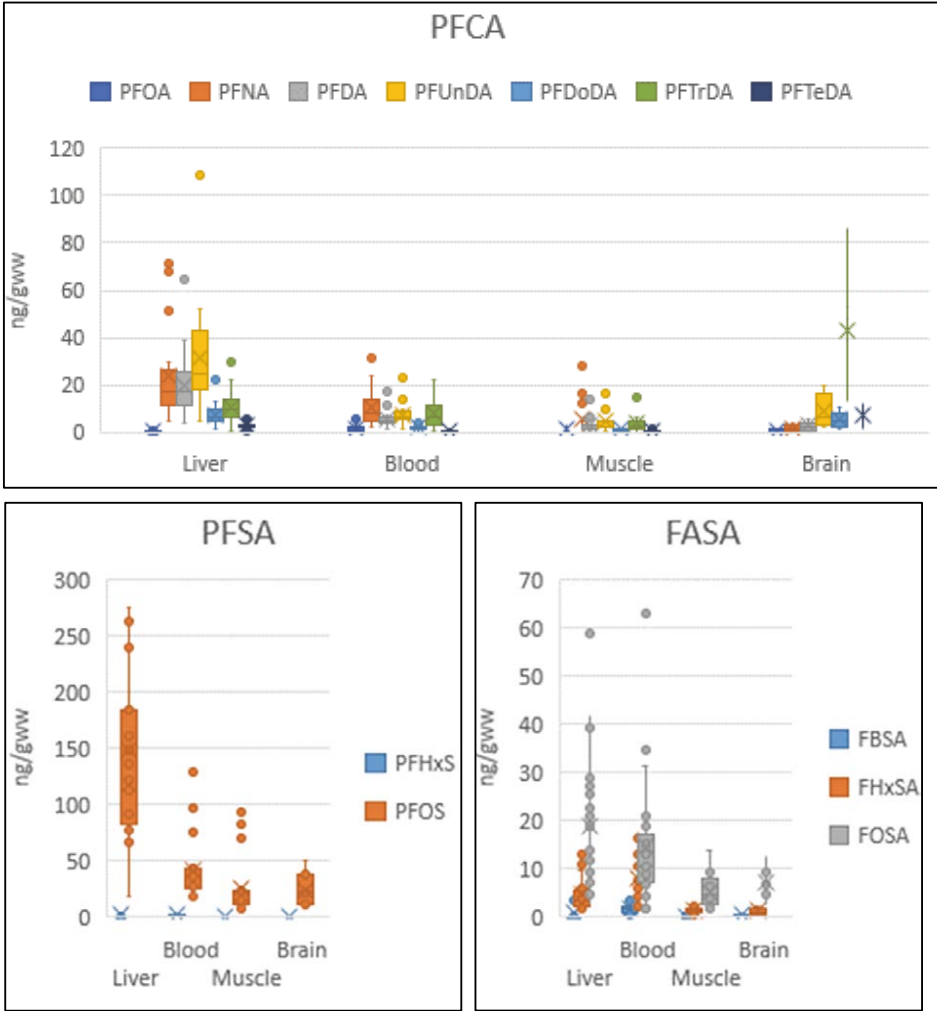 PFCA
PFOA PFNA PFDA PFUnDA PFDoDA PFTrDA PFTeDA
120
100
80
60
40
20
0
ng/gww
Liver Blood Muscle Brain
PFSA
300
250
200
150
100
50
0
ng/gww
PFHxS
PFOS
Blood Brain
Liver Muscle
FASA
70
60
50
40
30
20
10
0
ng/gww
FBSA
FHxSA
FOSA
Blood Brain
Liver Muscle